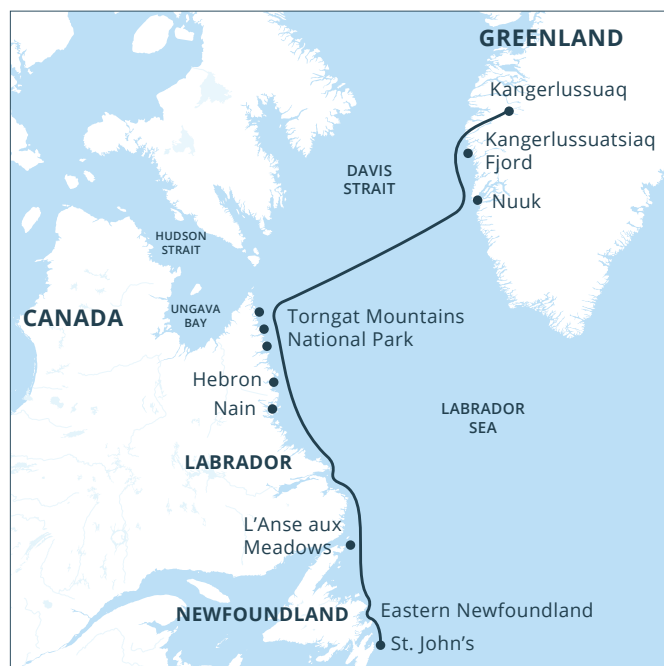 GREENLAND
Kangerlussuaq
Kangerlussuatsiaq
Fjord
DAVIS
STRAIT
Nuuk
HUDSON
STRAIT
UNGAVA
BAY
CANADA
Torngat Mountains
National Park
Hebron
Nain
LABRADOR
SEA
LABRADOR
L’Anse aux
Meadows
NEWFOUNDLAND
Eastern Newfoundland
St. John’s